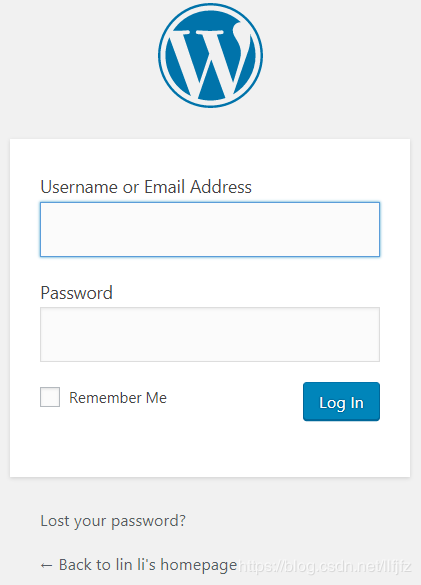 Username or Email Address
Password
Remember Me
Log In
Lost your password?
← Back to lin li's homepage
https://blog.csdn.net/llfjfz